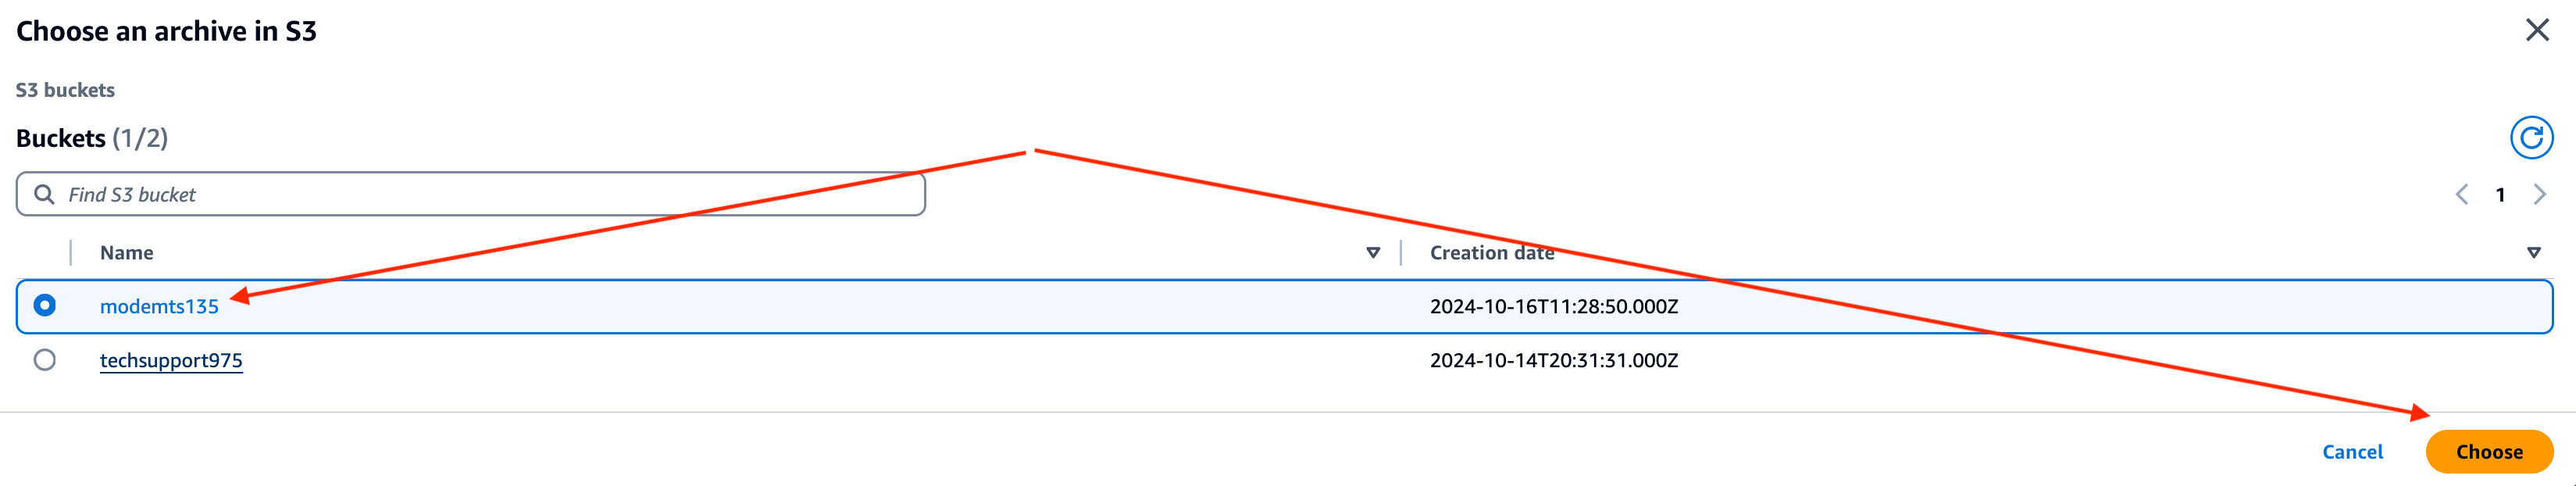 Choose an archive in S3
S3 buckets
Buckets (1/2)
Find S3 bucket
1
Name Creation date
modemts135 2024-10-16T11:28:50.000Z
techsupport975 2024-10-14T20:31:31.000Z
Cancel Choose